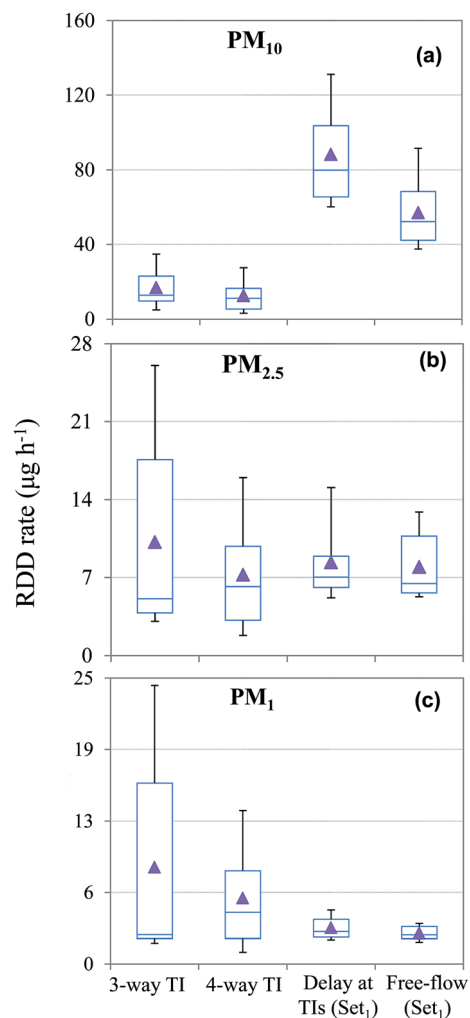 160
PM10
(a)
120
80
40
0
28
PM2.5
(b)
21
14
7
0
RDD rate (µg h-1)
25
PM1
(c)
19
13
6
0
3-way TI 4-way TI Delay at TIs (Set1) Free-flow (Set1)